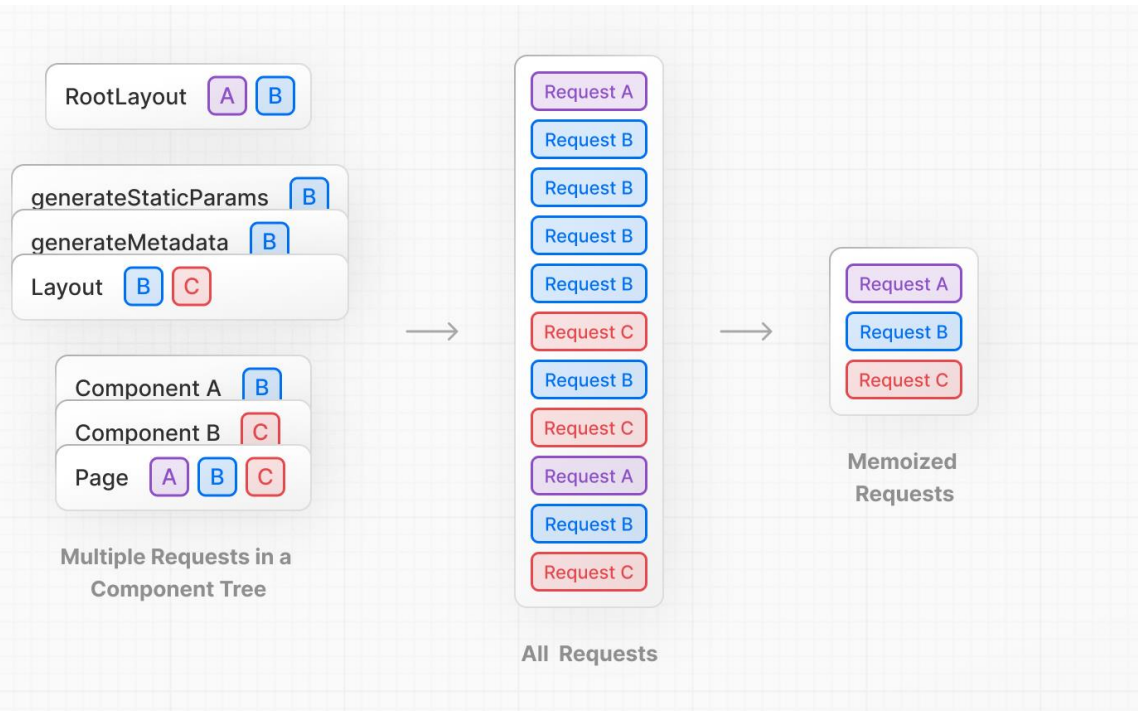 RootLayout A B
generateStaticParams B
generateMetadata B
Layout B C
Component A B
Component B C
Page A B C
Multiple Requests in a
Component Tree
Request A
Request B
Request B
Request B
Request B
Request C
Request B
Request C
Request A
Request B
Request C
All Requests
Request A
Request B
Request C
Memoized
Requests